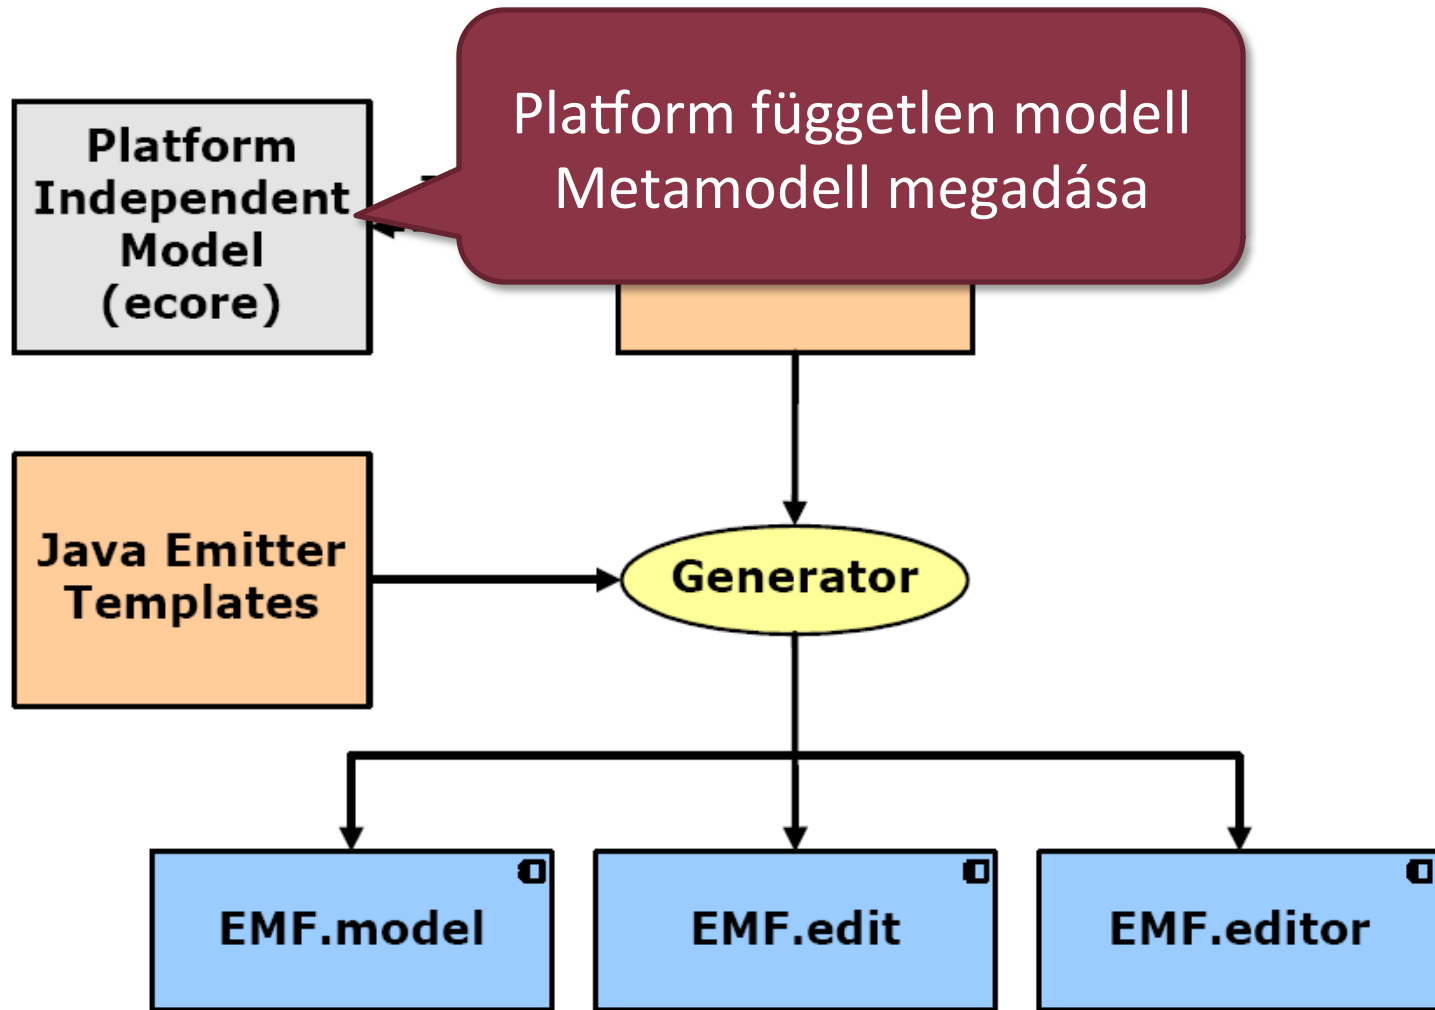 Platform független modell
Metamodell megadása
Platform
Independent
Model
(ecore)
Java Emitter
Templates
Generator
EMF.model
EMF.edit
EMF.editor